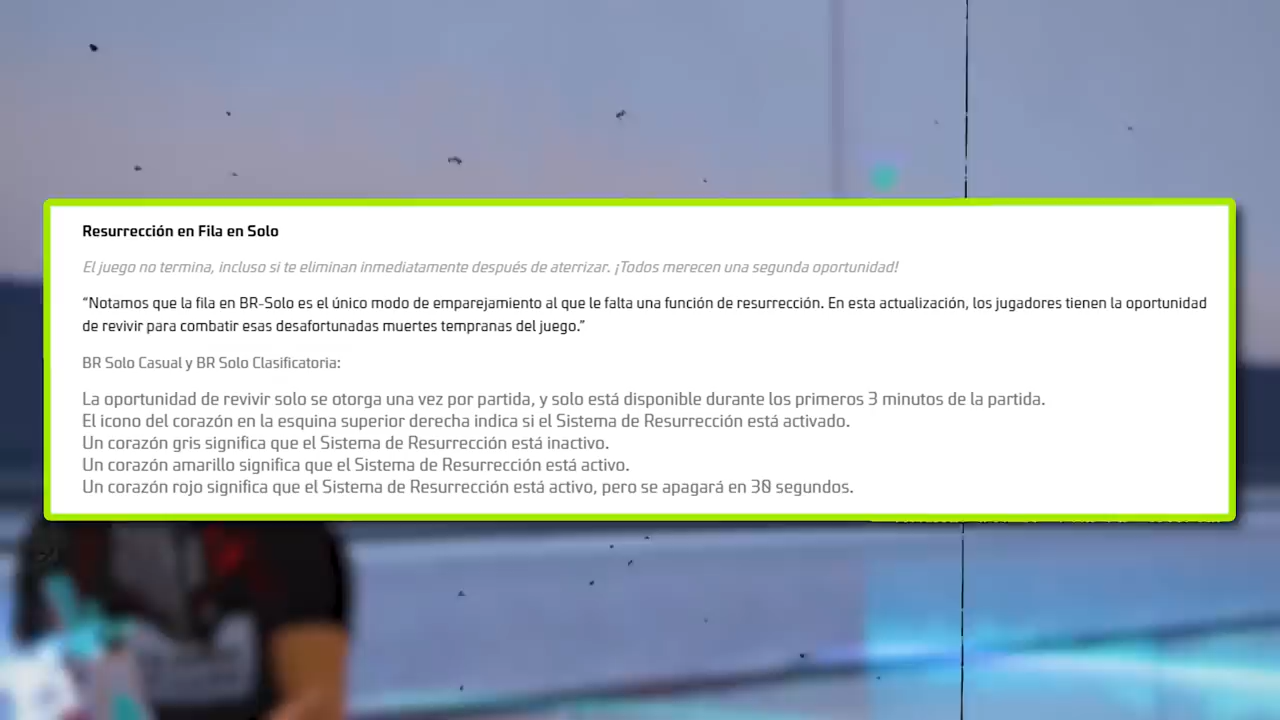 Resurrección en Fila en Solo
El juego no termina, incluso si te eliminan inmediatamente después de aterrizar. ¡Todos merecen una segunda oportunidad!
“Notamos que la fila en BR-Solo es el único modo de emparejamiento al que le falta una función de resurrección. En esta actualización, los jugadores tienen la oportunidad
de revivir para combatir esas desafortunadas muertes tempranas del juego.”
BR Solo Casual y BR Solo Clasificatoria:
La oportunidad de revivir solo se otorga una vez por partida, y solo está disponible durante los primeros 3 minutos de la partida.
El icono del corazón en la esquina superior derecha indica si el Sistema de Resurrección está activado.
Un corazón gris significa que el Sistema de Resurrección está inactivo.
Un corazón amarillo significa que el Sistema de Resurrección está activo.
Un corazón rojo significa que el Sistema de Resurrección está activo, pero se apagará en 30 segundos.